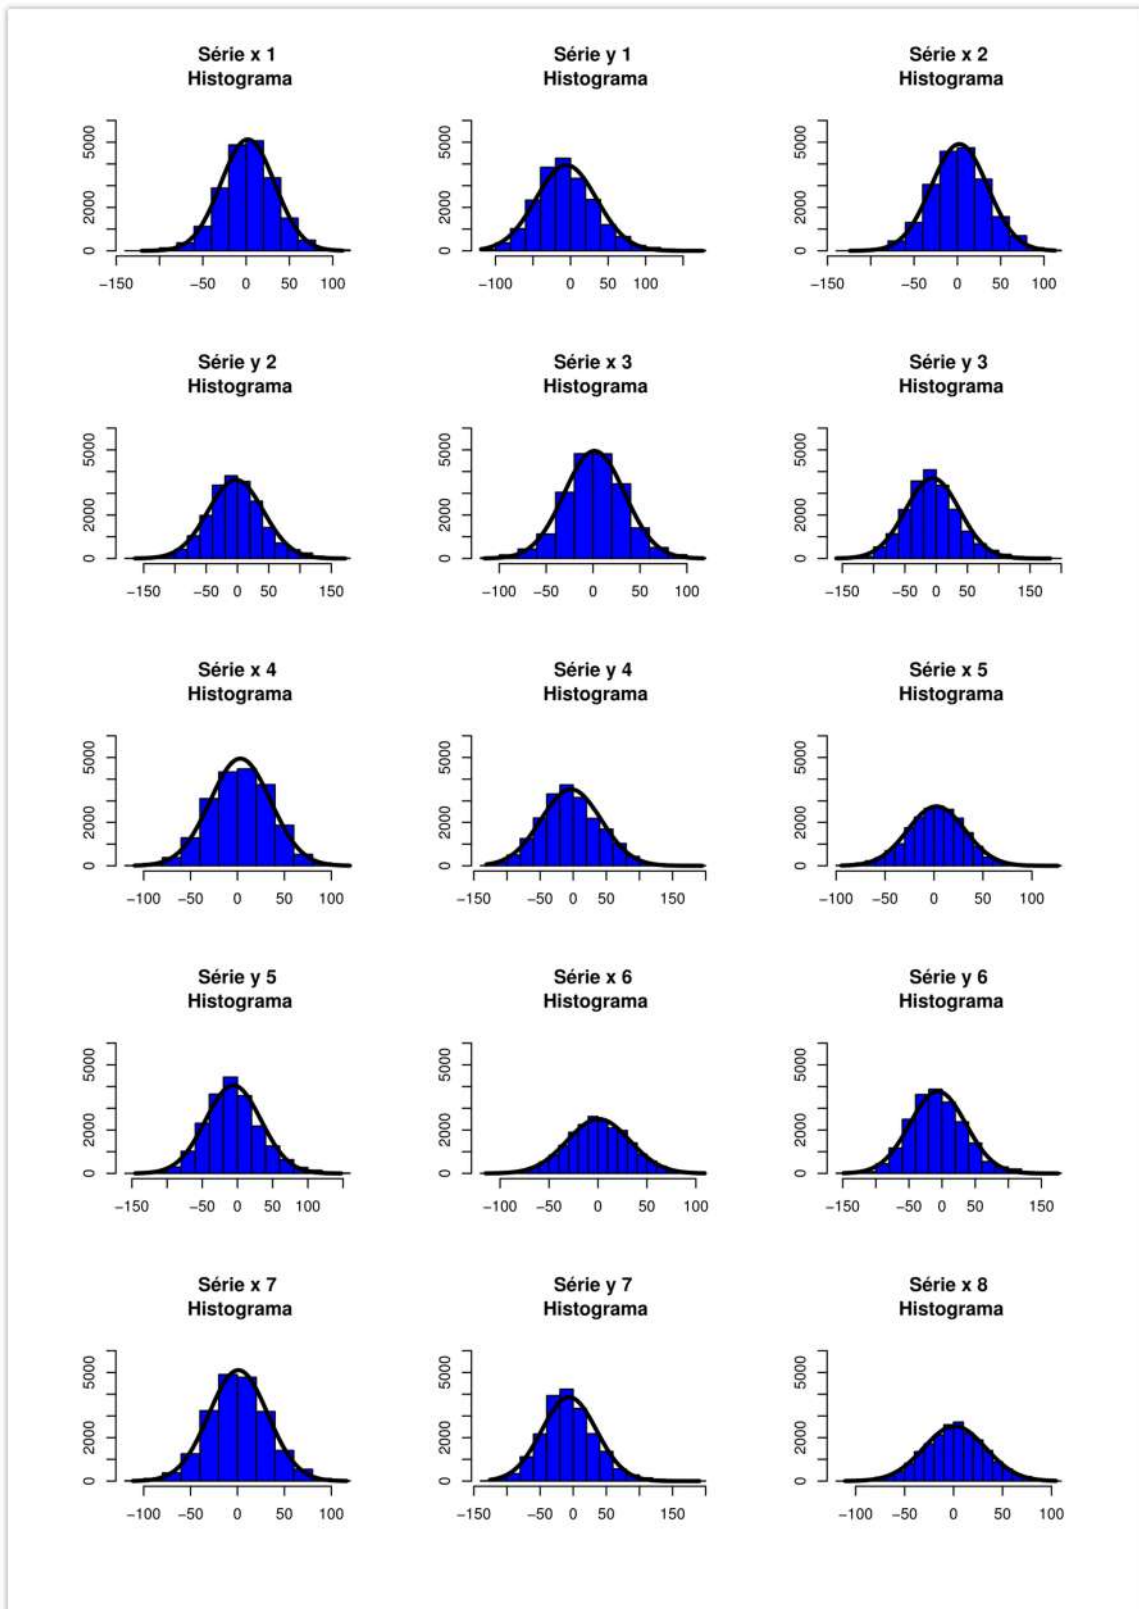 Série x 1
Histograma
5000
2000
0
−150 −50 0 50 100
Série y 1
Histograma
5000
2000
0
−100 0 50 100
Série x 2
Histograma
5000
2000
0
−150 −50 0 50 100
Série y 2
Histograma
5000
2000
0
−150 −50 0 50 150
Série x 3
Histograma
5000
2000
0
−100 −50 0 50 100
Série y 3
Histograma
5000
2000
0
−150 −50 0 50 150
Série x 4
Histograma
5000
2000
0
−100 −50 0 50 100
Série y 4
Histograma
5000
2000
0
−150 −50 0 50 150
Série x 5
Histograma
5000
2000
0
−100 −50 0 50 100
Série y 5
Histograma
5000
2000
0
−150 −50 0 50 100
Série x 6
Histograma
5000
2000
0
−100 −50 0 50 100
Série y 6
Histograma
5000
2000
0
−150 −50 0 50 150
Série x 7
Histograma
5000
2000
0
−100 −50 0 50 100
Série y 7
Histograma
5000
2000
0
−150 −50 0 50 150
Série x 8
Histograma
5000
2000
0
−100 −50 0 50 100